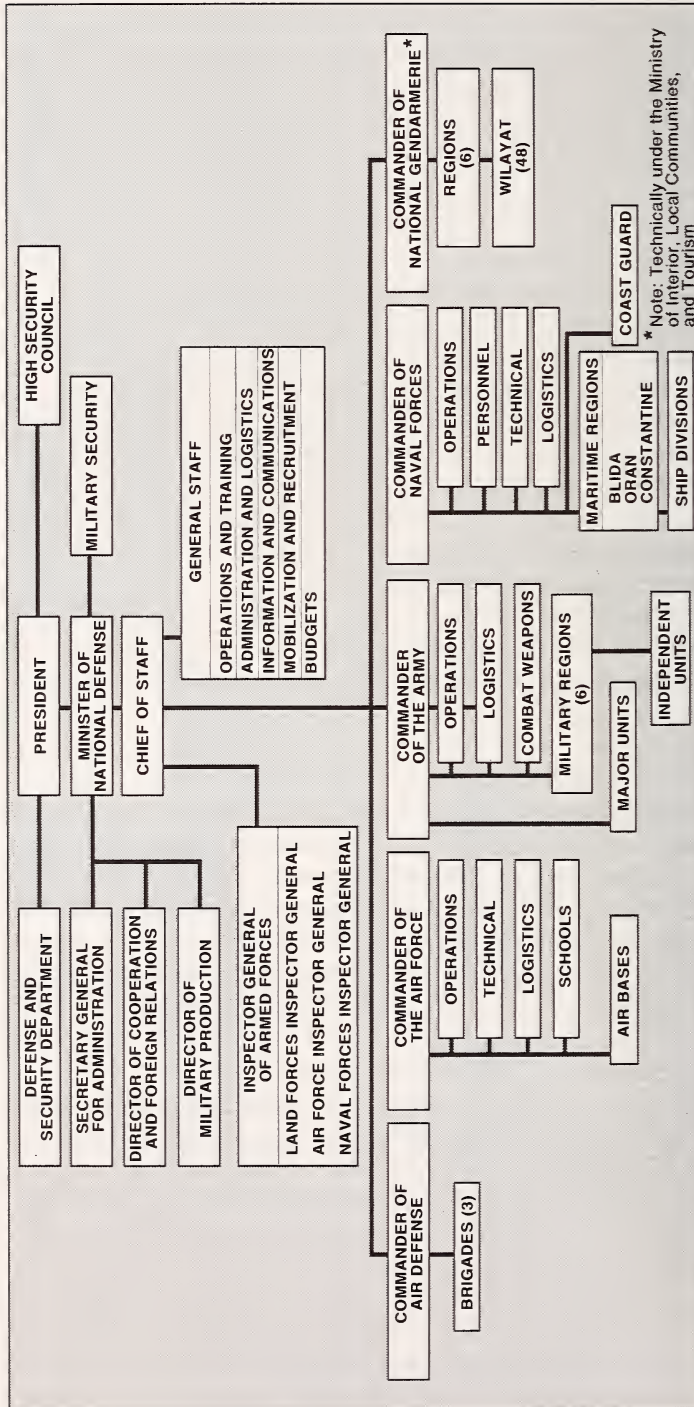 HIGH SECURITY
COUNCIL
PRESIDENT
DEFENSE AND
SECURITY DEPARTMENT
MILITARY SECURITY
MINISTER OF
NATIONAL DEFENSE
SECRETARY GENERAL
FOR ADMINISTRATION
CHIEF OF STAFF
DIRECTOR OF COOPERATION
AND FOREIGN RELATIONS
DIRECTOR OF
MILITARY PRODUCTION
GENERAL STAFF
OPERATIONS AND TRAINING
ADMINISTRATION AND LOGISTICS
INFORMATION AND COMMUNICATIONS
MOBILIZATION AND RECRUITMENT
BUDGETS
INSPECTOR GENERAL
OF ARMED FORCES
LAND FORCES INSPECTOR GENERAL
AIR FORCE INSPECTOR GENERAL
NAVAL FORCES INSPECTOR GENERAL
COMMANDER OF
AIR DEFENSE
BRIGADES (3)
COMMANDER OF
THE AIR FORCE
OPERATIONS
TECHNICAL
LOGISTICS
SCHOOLS
AIR BASES
COMMANDER
OF THE ARMY
OPERATIONS
LOGISTICS
COMBAT WEAPONS
MILITARY REGIONS
(6)
MAJOR UNITS
INDEPENDENT
UNITS
COMMANDER OF
NAVAL FORCES
OPERATIONS
PERSONNEL
TECHNICAL
LOGISTICS
COAST GUARD
MARITIME REGIONS
BLIDA
ORAN
CONSTANTINE
SHIP DIVISIONS
COMMANDER OF
NATIONAL GENDARMERIE*
REGIONS
(6)
WILAYAT
(48)
* Note: Technically under the Ministry
of Interior, Local Communities,
and Tourism